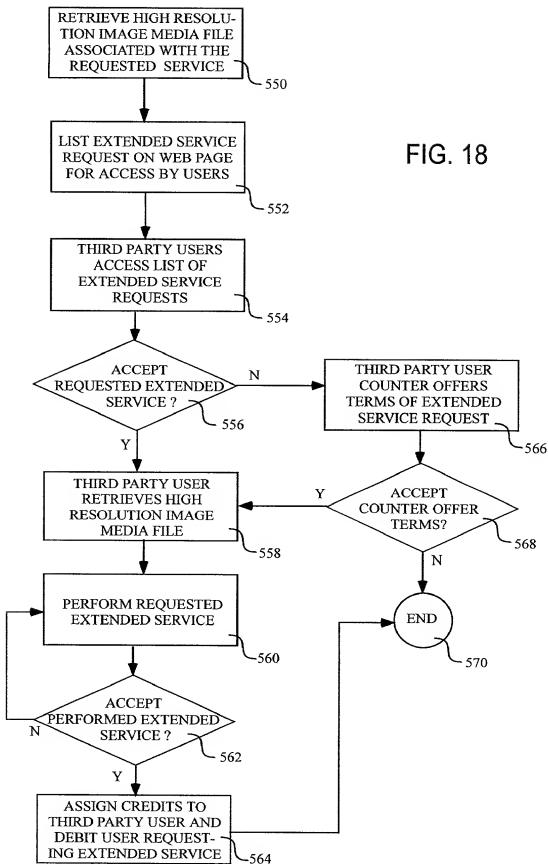 RETRIEVE HIGH RESOLU-
TION IMAGE MEDIA FILE
ASSOCIATED WITH THE
REQUESTED SERVICE
550
LIST EXTENDED SERVICE
REQUEST ON WEB PAGE
FOR ACCESS BY USERS
552
FIG. 18
THIRD PARTY USERS
ACCESS LIST OF
EXTENDED SERVICE
REQUESTS
554
ACCEPT
REQUESTED EXTENDED
SERVICE ?
556
N
Y
THIRD PARTY USER
COUNTER OFFERS
TERMS OF EXTENDED
SERVICE REQUEST
566
THIRD PARTY USER
RETRIEVES HIGH
RESOLUTION IMAGE
MEDIA FILE
558
Y
ACCEPT
COUNTER OFFER
TERMS?
568
N
PERFORM REQUESTED
EXTENDED SERVICE
560
END
570
ACCEPT
PERFORMED EXTENDED
SERVICE ?
562
N
Y
ASSIGN CREDITS TO
THIRD PARTY USER AND
DEBIT USER REQUEST-
ING EXTENDED SERVICE
564